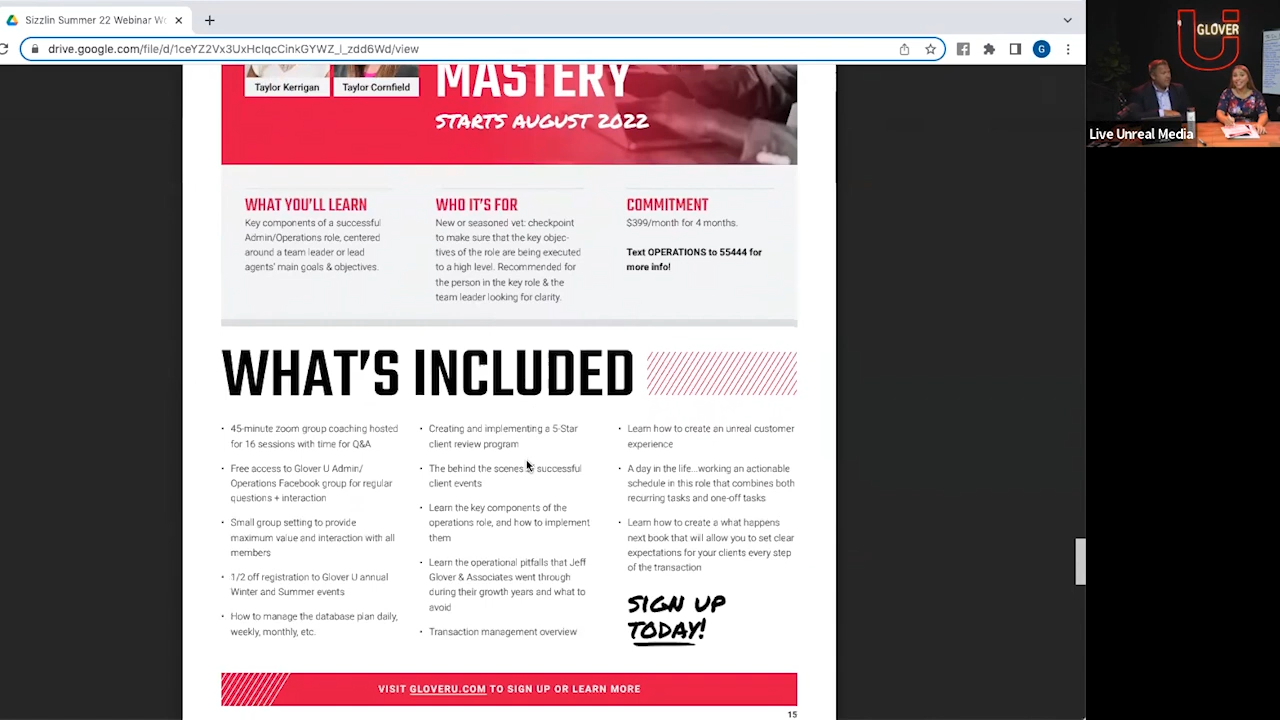 Sizzlin Summer 22 Webinar Wo
drive.google.com/file/d/1ceYZ2Vx3UxHclqcCinkGYWZ_l_zdd6Wd/view
G
GLOVER
U
Live Unreal Media
Taylor Kerrigan
Taylor Cornfield
MASTERY
STARTS AUGUST 2022
WHAT YOU'LL LEARN
Key components of a successful
Admin/Operations role, centered
around a team leader or lead
agents' main goals & objectives.
WHO IT'S FOR
New or seasoned vet: checkpoint
to make sure that the key objec-
tives of the role are being executed
to a high level. Recommended for
the person in the key role & the
team leader looking for clarity.
COMMITMENT
$399/month for 4 months.
Text OPERATIONS to 55444 for
more info!
WHAT'S INCLUDED
• 45-minute zoom group coaching hosted
for 16 sessions with time for Q&A
• Free access to Glover U Admin/
Operations Facebook group for regular
questions + interaction
• Small group setting to provide
maximum value and interaction with all
members
• 1/2 off registration to Glover U annual
Winter and Summer events
• How to manage the database plan daily,
weekly, monthly, etc.
• Creating and implementing a 5-Star
client review program
• The behind the scenes of successful
client events
• Learn the key components of the
operations role, and how to implement
them
• Learn the operational pitfalls that Jeff
Glover & Associates went through
during their growth years and what to
avoid
• Transaction management overview
• Learn how to create an unreal customer
experience
• A day in the life...working an actionable
schedule in this role that combines both
recurring tasks and one-off tasks
• Learn how to create a what happens
next book that will allow you to set clear
expectations for your clients every step
of the transaction
SIGN UP
TODAY!
VISIT GLOVERU.COM TO SIGN UP OR LEARN MORE
15